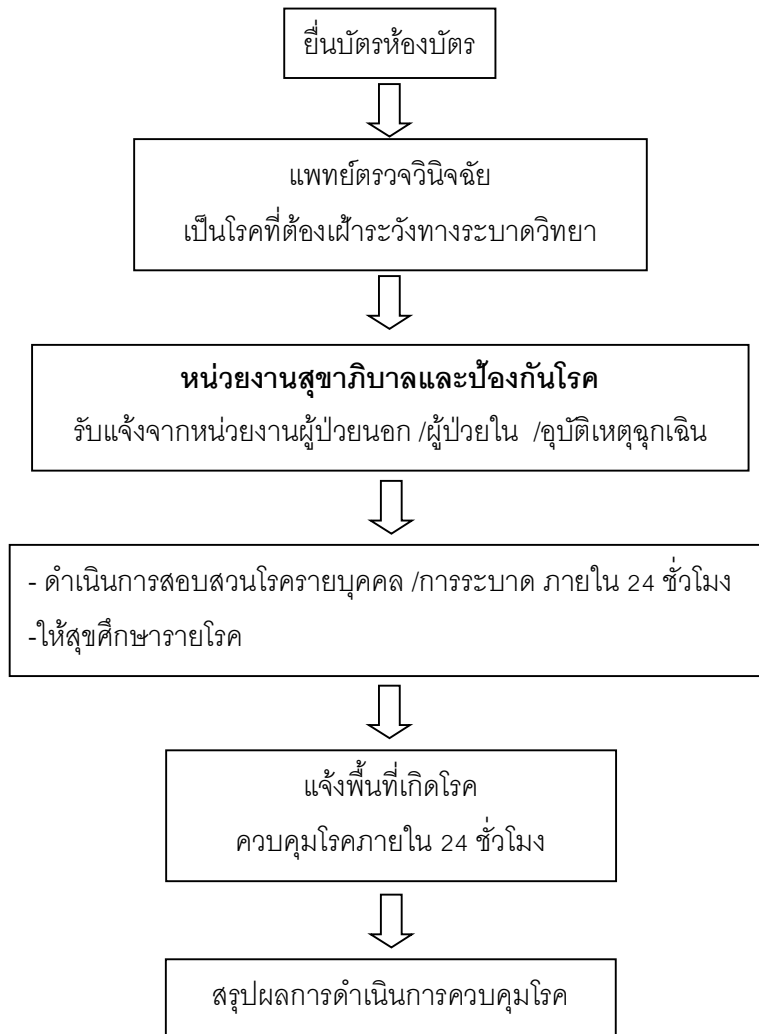 ยื่นบัตรห้องบัตร
แพทย์ตรวจวินิจฉัย
เป็นโรคที่ต้องเฝ้าระวังทางระบาดวิทยา
หน่วยงานสุขาภิบาลและป้องกันโรค
รับแจ้งจากหน่วยงานผู้ป่วยนอก /ผู้ป่วยใน /อุบัติเหตุฉุกเฉิน
- ดำเนินการสอบสวนโรครายบุคคล /การระบาด ภายใน 24 ชั่วโมง
-ให้สุขศึกษารายโรค
แจ้งพื้นที่เกิดโรค
ควบคุมโรคภายใน 24 ชั่วโมง
สรุปผลการดำเนินการควบคุมโรค